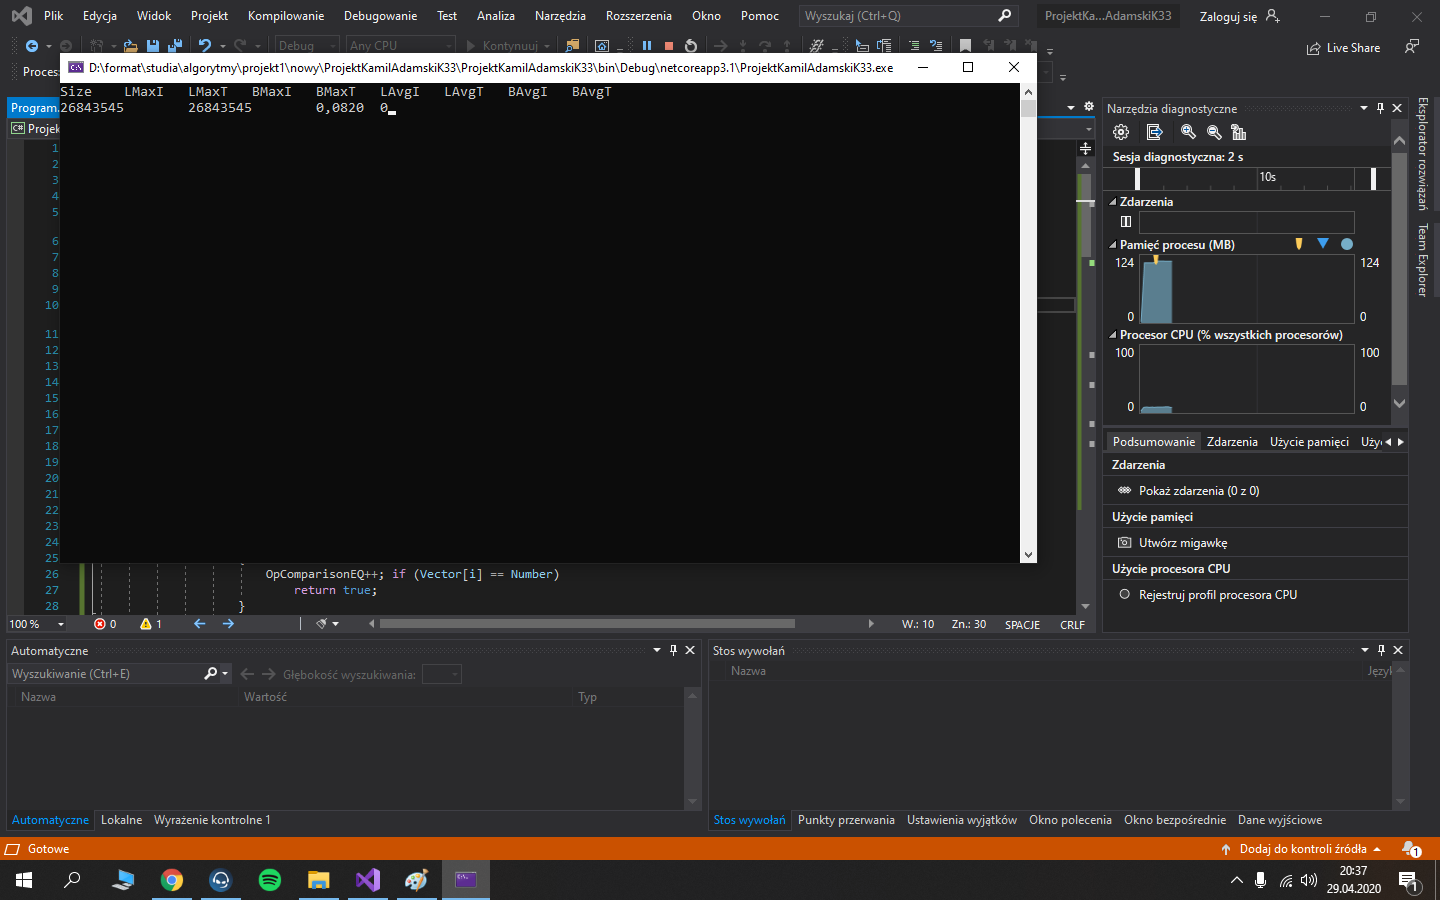 Plik Edycja Widok Projekt Kompilowanie Debugowanie Test Analiza Narzędzia Rozszerzenia Okno Pomoc Wyszukaj (Ctrl+Q) ProjektKa...AdamskiK33 Zaloguj się
Debug Any CPU Kontynuuj Live Share
Proces
D:\format\studia\algorytmy\projekt1\nowy\ProjektKamilAdamskiK33\ProjektKamilAdamskiK33\bin\Debug\netcoreapp3.1\ProjektKamilAdamskiK33.exe
Size LMaxI LMaxT BMaxI BMaxT LAvgI LAvgT BAvgI BAvgT
26843545 26843545 0,0820 0
Program.
Projek
1
2
3
4
5
6
7
8
9
10
11
12
13
14
15
16
17
18
19
20
21
22
23
24
25
26 OpComparisonEQ++; if (Vector[i] == Number)
27 return true;
28 }
100 % 0 1 W.: 10 Zn.: 30 SPACJE CRLF
Narzędzia diagnostyczne
Sesja diagnostyczna: 2 s
10s
Zdarzenia
Pamięć procesu (MB)
124 124
0 0
Procesor CPU (% wszystkich procesorów)
100 100
0 0
Podsumowanie Zdarzenia Użycie pamięci Użyc
Zdarzenia
Pokaż zdarzenia (0 z 0)
Użycie pamięci
Utwórz migawkę
Użycie procesora CPU
Rejestruj profil procesora CPU
Eksplorator rozwiązań
Team Explorer
Automatyczne
Wyszukiwanie (Ctrl+E) Głębokość wyszukiwania:
Nazwa Wartość Typ
Automatyczne Lokalne Wyrażenie kontrolne 1
Stos wywołań
Nazwa Język
Stos wywołań Punkty przerwania Ustawienia wyjątków Okno polecenia Okno bezpośrednie Dane wyjściowe
Gotowe Dodaj do kontroli źródła 1
20:37
29.04.2020
1